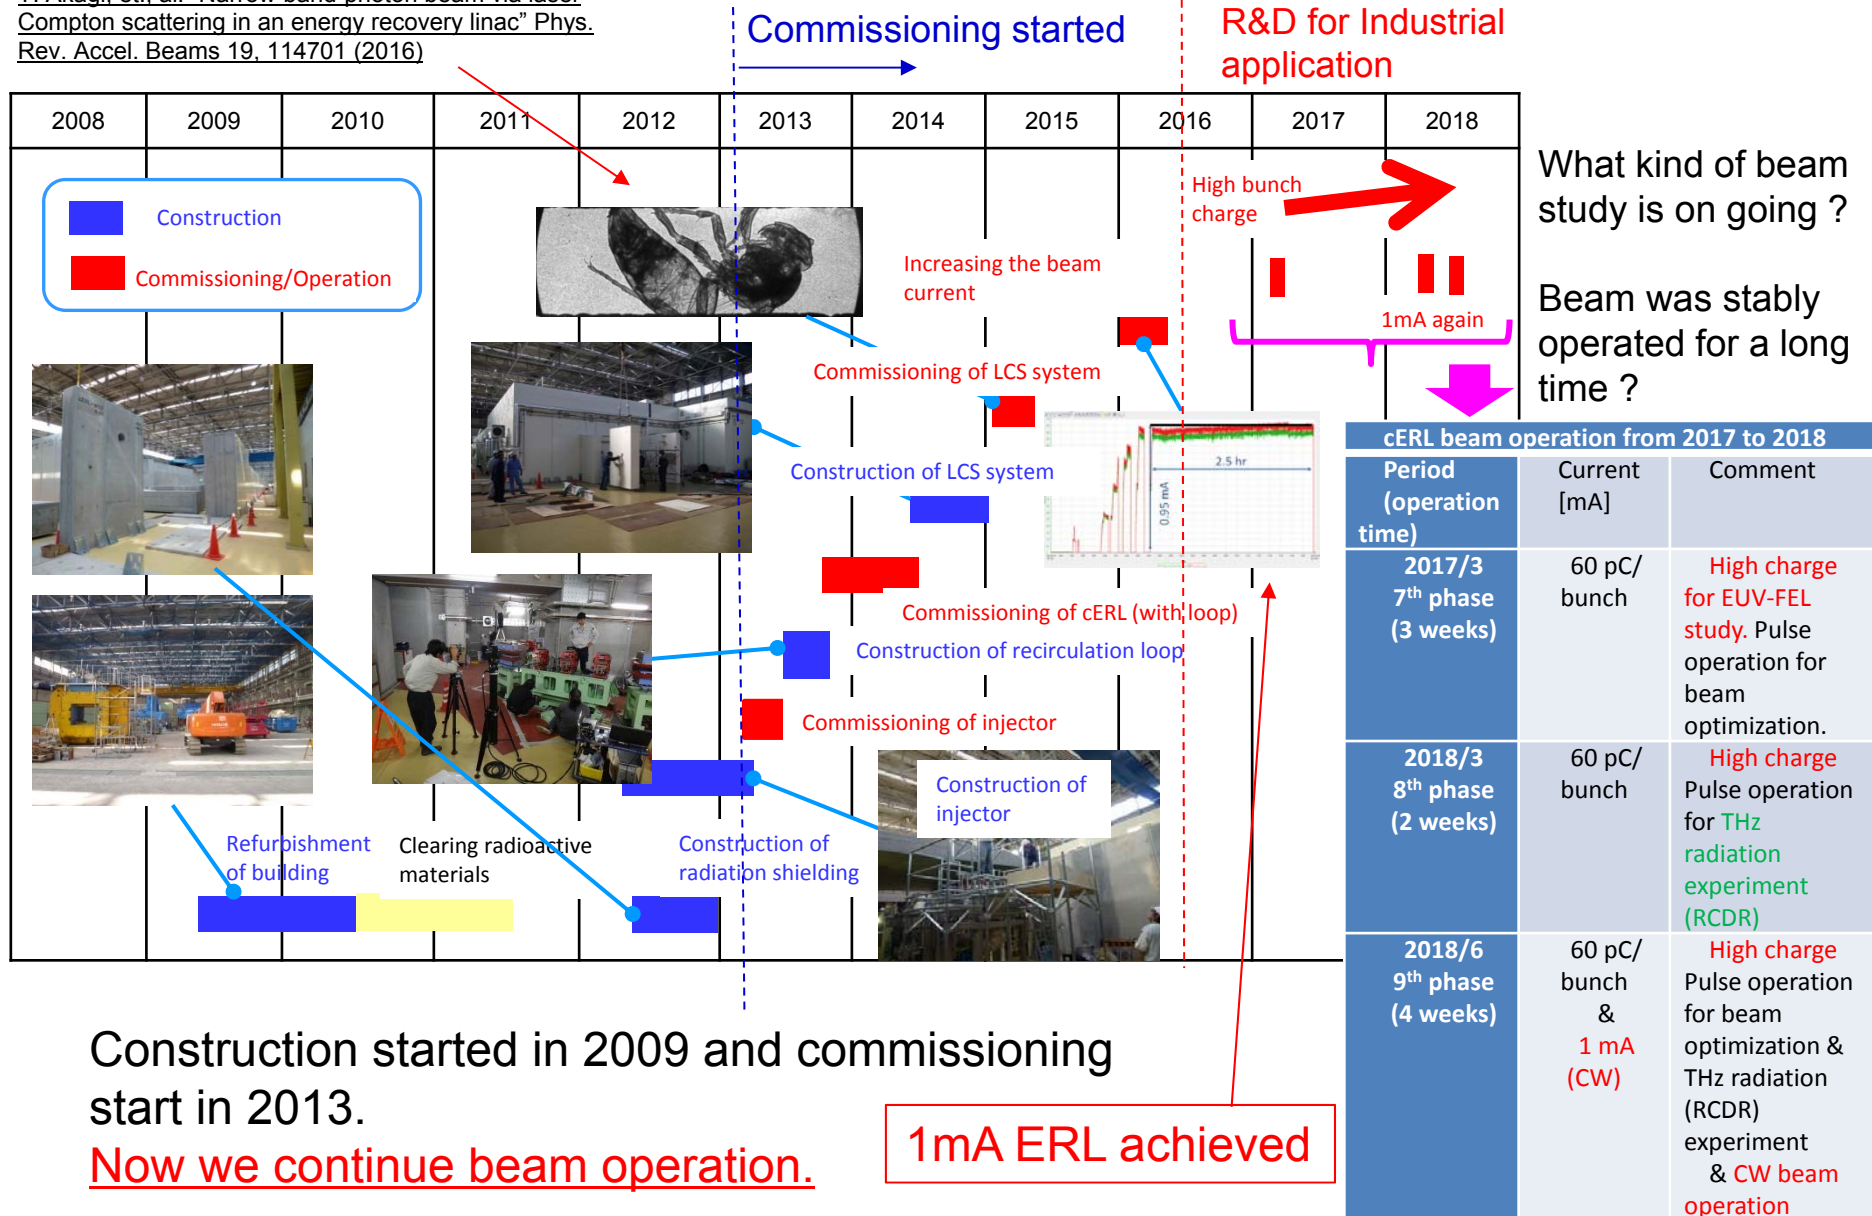 Compton scattering in an energy recovery linac” Phys.
Rev. Accel. Beams 19, 114701 (2016)
Commissioning started
R&D for Industrial
application
2008 2009 2010 2011 2012 2013 2014 2015 2016 2017 2018
Construction
Commissioning/Operation
High bunch
charge
Increasing the beam
current
1mA again
Commissioning of LCS system
Construction of LCS system
2.5 hr
0.95 mA
Commissioning of cERL (with loop)
Construction of recirculation loop
Commissioning of injector
Construction of
injector
Refurbishment
of building
Clearing radioactive
materials
Construction of
radiation shielding
What kind of beam
study is on going ?
Beam was stably
operated for a long
time ?
cERL beam operation from 2017 to 2018
Period
(operation
time)
Current
[mA]
Comment
2017/3
7th phase
(3 weeks)
60 pC/
bunch
High charge
for EUV-FEL
study. Pulse
operation for
beam
optimization.
2018/3
8th phase
(2 weeks)
60 pC/
bunch
High charge
Pulse operation
for THz
radiation
experiment
(RCDR)
2018/6
9th phase
(4 weeks)
60 pC/
bunch
&
1 mA
(CW)
High charge
Pulse operation
for beam
optimization &
THz radiation
(RCDR)
experiment
& CW beam
operation
Construction started in 2009 and commissioning
start in 2013.
Now we continue beam operation.
1mA ERL achieved